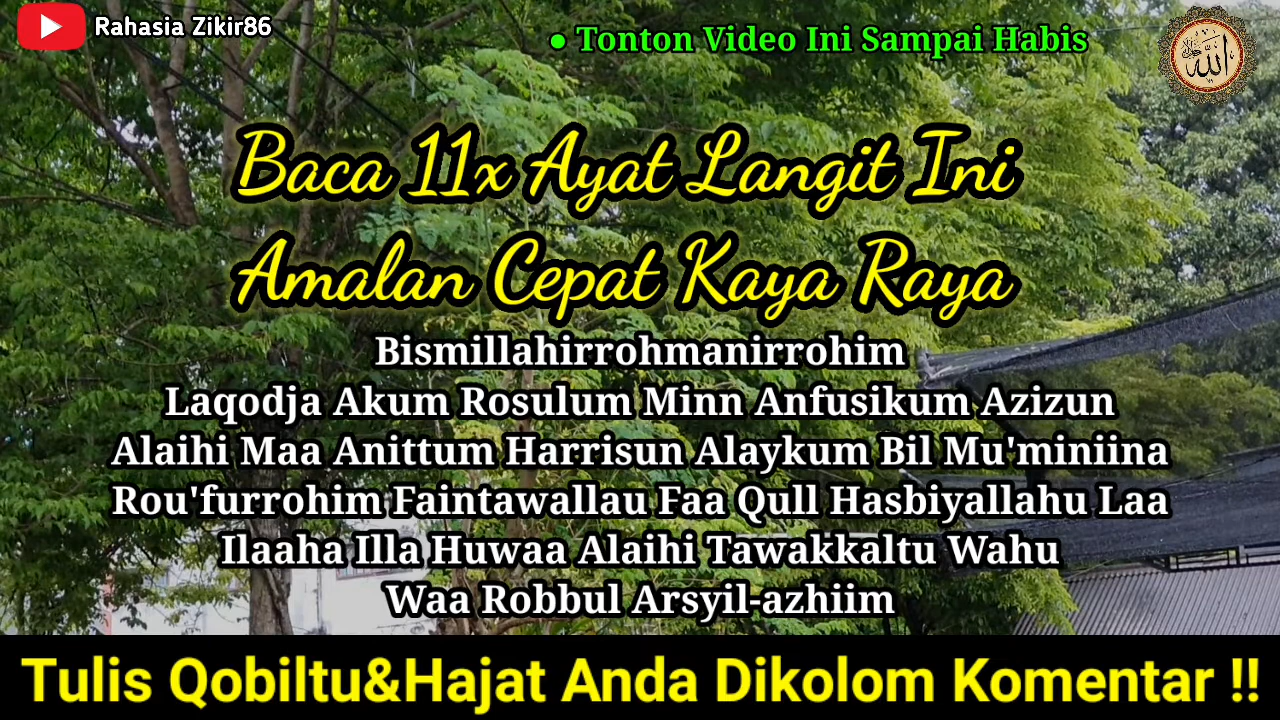 Rahasia Zikir86
• Tonton Video Ini Sampai Habis
الله
Baca 11x Ayat Langit Ini
Amalan Cepat Kaya Raya
Bismillahirrohmanirrohim
Laqodja Akum Rosulum Minn Anfusikum Azizun
Alaihi Maa Anittum Harrisun Alaykum Bil Mu'miniina
Rou'furrohim Faintawallau Faa Qull Hasbiyallahu Laa
Ilaaha Illa Huwaa Alaihi Tawakkaltu Wahu
Waa Robbul Arsyil-azhiim
Tulis Qobiltu&Hajat Anda Dikolom Komentar !!